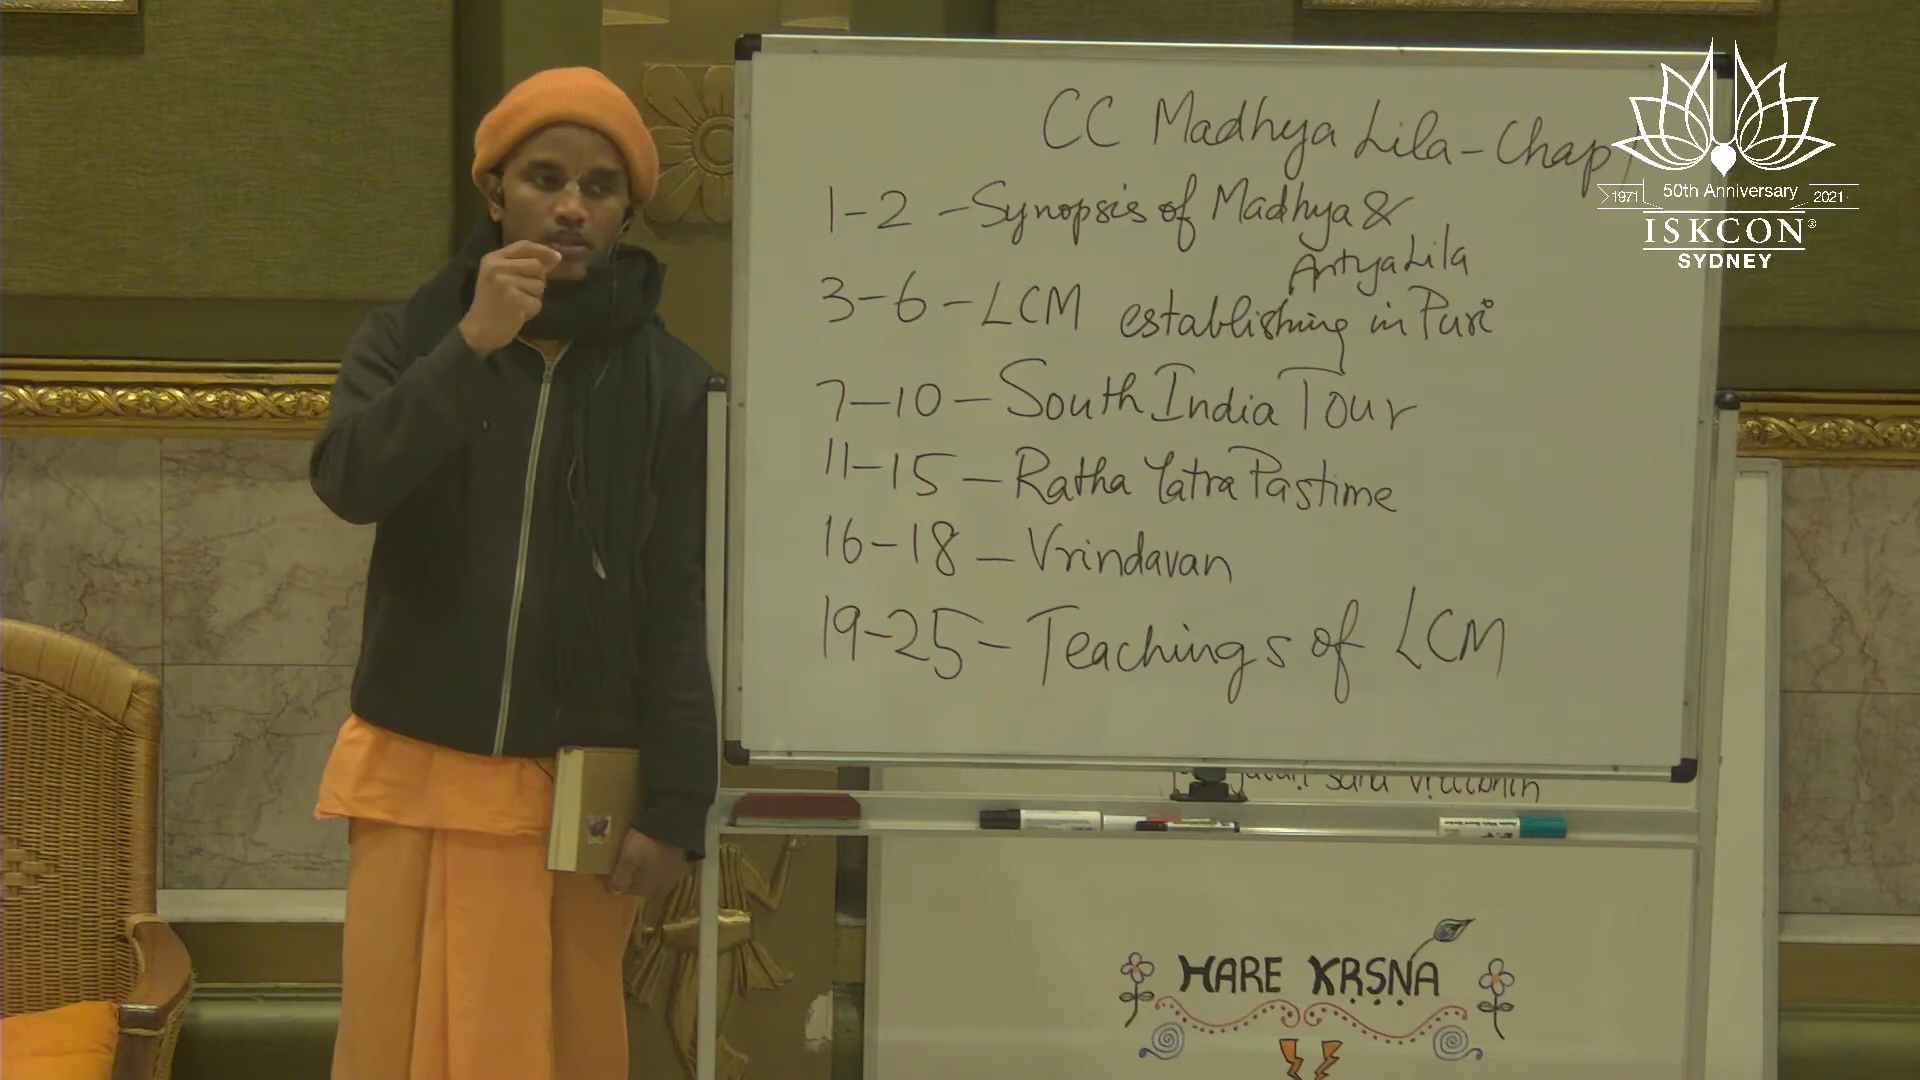 CC Madhya Lila - Chap
1-2 - Synopsis of Madhya &
Antya Lila
3-6 - LCM establishing in Puri
7-10 - South India Tour
11-15 - Ratha Yatra Pastime
16-18 - Vrindavan
19-25 - Teachings of LCM
1971 50th Anniversary 2021
ISKCON®
SYDNEY
HARE KRṢṆA